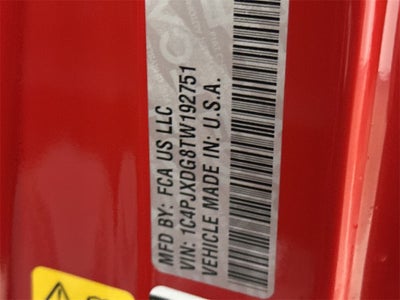 MFD BY: FCA US LLC
VIN: 1C4PJXDG8TW192751
VEHICLE MADE IN: U.S.A.